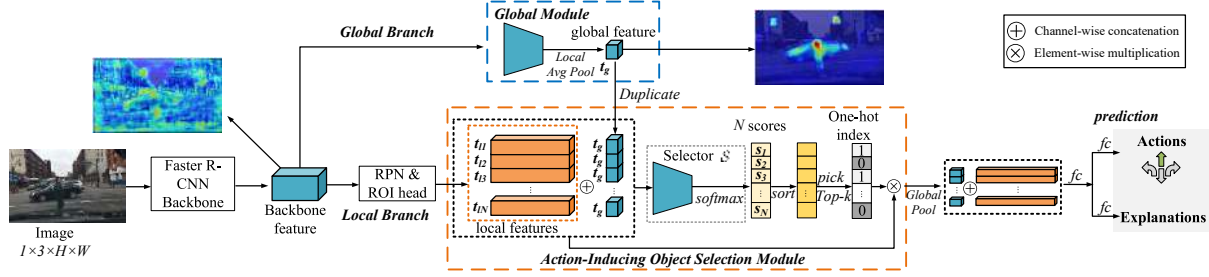 Global Module
Global Branch
global feature
Local
Avg Pool
t_g
Duplicate
Channel-wise concatenation
Element-wise multiplication
Image
1×3×H×W
Faster R-
CNN
Backbone
Backbone
feature
RPN &
ROI head
Local Branch
t_l1
t_l2
t_l3
t_lN
local features
t_g
t_g
t_g
t_g
Selector S
softmax
N scores
s_1
s_2
s_3
s_N
sort
pick
Top-k
One-hot
index
1
0
1
0
Action-Inducing Object Selection Module
Global
Pool
fc
fc
fc
prediction
Actions
Explanations